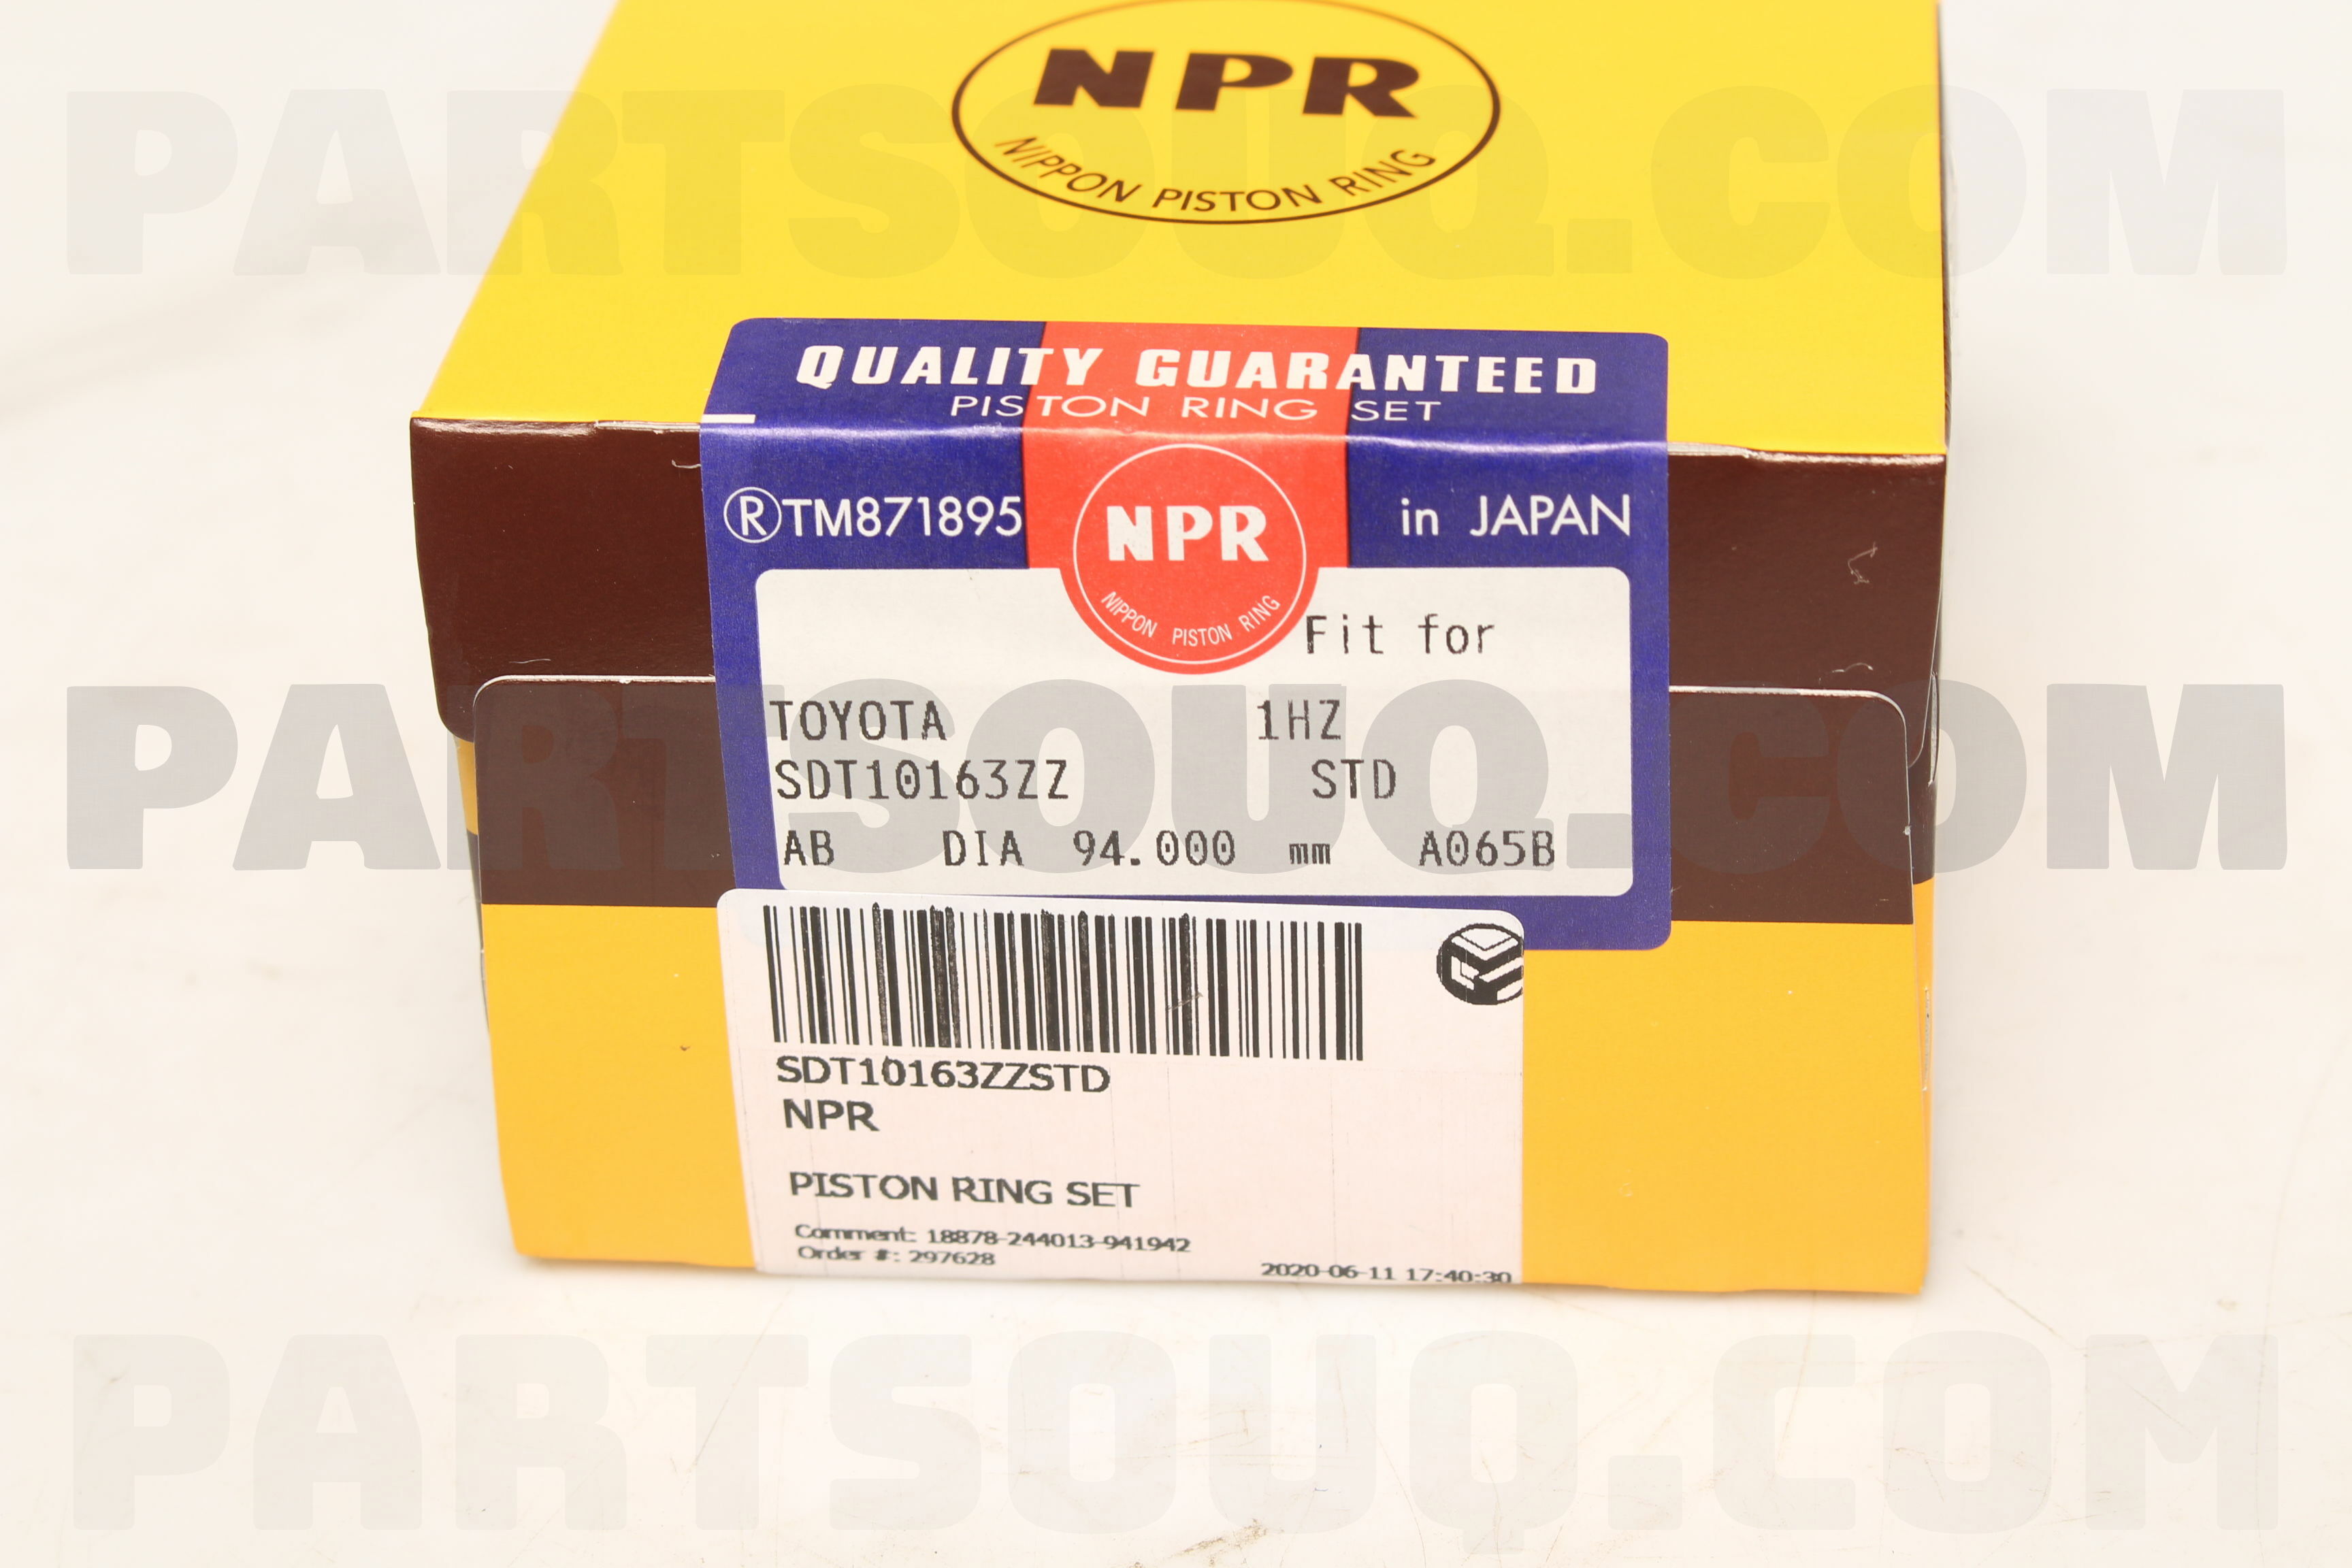 NPR
NIPPON PISTON RING
QUALITY GUARANTEED
PISTON RING SET
®TM871895
in JAPAN
NPR
NIPPON PISTON RING
Fit for
TOYOTA 1HZ
SDT10163ZZ STD
AB DIA 94.000 mm A065B
SDT10163ZZSTD
NPR
PISTON RING SET
Comment: 18878-244013-941942
Order #: 297628
2020-06-11 17:40:30
PARTSOUQ.COM
PARTSOUQ.COM
PARTSOUQ.COM